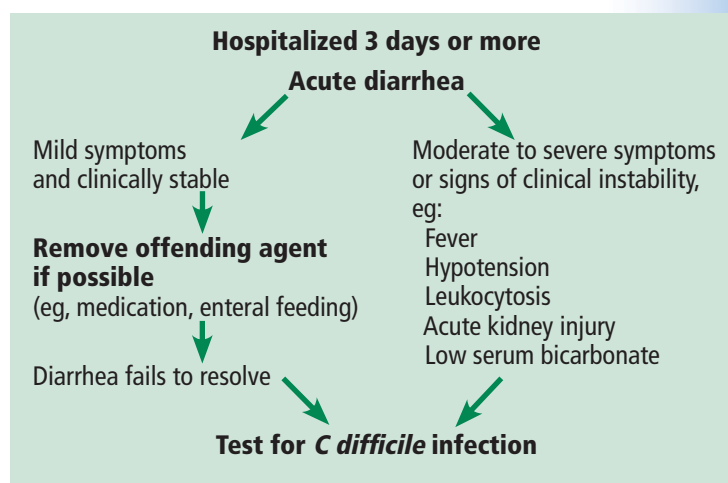 Hospitalized 3 days or more
Acute diarrhea
Mild symptoms
and clinically stable
Remove offending agent
if possible
(eg, medication, enteral feeding)
Diarrhea fails to resolve
Moderate to severe symptoms
or signs of clinical instability,
eg:
Fever
Hypotension
Leukocytosis
Acute kidney injury
Low serum bicarbonate
Test for C difficile infection